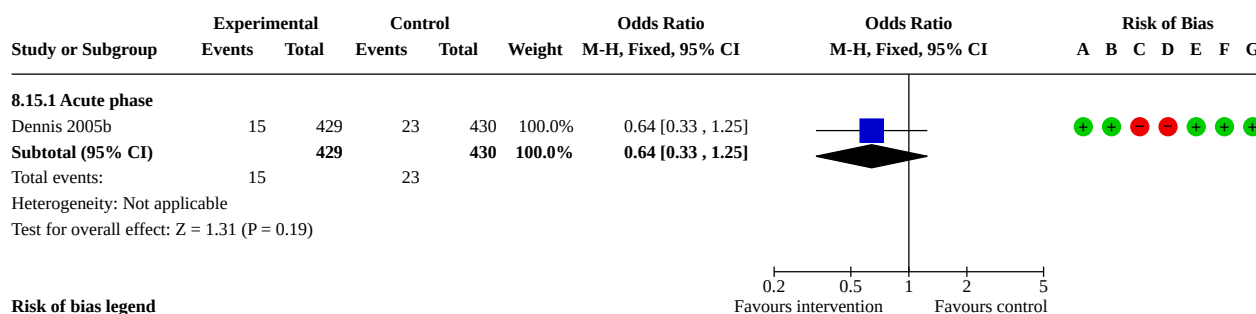 Experimental Control Odds Ratio Odds Ratio Risk of Bias
Study or Subgroup Events Total Events Total Weight M-H, Fixed, 95% CI M-H, Fixed, 95% CI A B C D E F G
8.15.1 Acute phase
Dennis 2005b 15 429 23 430 100.0% 0.64 [0.33 , 1.25] + + − − + + +
Subtotal (95% CI) 429 430 100.0% 0.64 [0.33 , 1.25]
Total events: 15 23
Heterogeneity: Not applicable
Test for overall effect: Z = 1.31 (P = 0.19)
0.2 0.5 1 2 5
Favours intervention Favours control
Risk of bias legend